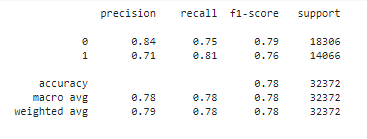 precision recall f1-score support
0 0.84 0.75 0.79 18306
1 0.71 0.81 0.76 14066
accuracy 0.78 32372
macro avg 0.78 0.78 0.78 32372
weighted avg 0.79 0.78 0.78 32372